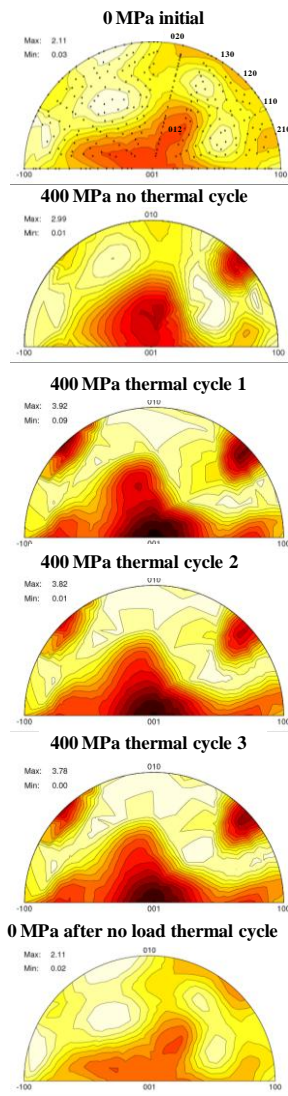 0 MPa initial
Max: 2.11
Min: 0.03
020
130
120
110
210
012
-100
100
400 MPa no thermal cycle
Max: 2.99
Min: 0.01
010
-100
001
100
400 MPa thermal cycle 1
Max: 3.92
Min: 0.09
010
-100
001
100
400 MPa thermal cycle 2
Max: 3.82
Min: 0.01
010
-100
001
100
400 MPa thermal cycle 3
Max: 3.78
Min: 0.00
010
-100
001
100
0 MPa after no load thermal cycle
Max: 2.11
Min: 0.02
010
-100
001
100